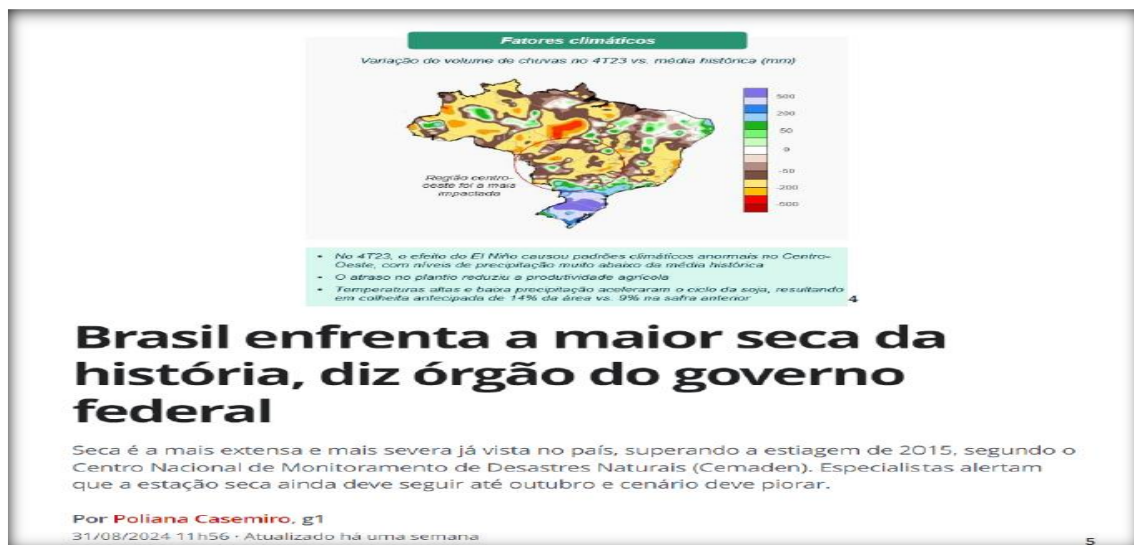 Fatores climáticos
Variação do volume de chuvas no 4T23 vs. média histórica (mm)
500
200
50
0
-50
-200
-500
Região centro-
oeste foi a mais
impactada
• No 4T23, o efeito do El Niño causou padrões climáticos anormais no Centro-
Oeste, com níveis de precipitação muito abaixo da média histórica
• O atraso no plantio reduziu a produtividade agrícola
• Temperaturas altas e baixa precipitação aceleraram o ciclo da soja, resultando
em colheita antecipada de 14% da área vs. 9% na safra anterior
4
Brasil enfrenta a maior seca da
história, diz órgão do governo
federal
Seca é a mais extensa e mais severa já vista no país, superando a estiagem de 2015, segundo o
Centro Nacional de Monitoramento de Desastres Naturais (Cemaden). Especialistas alertam
que a estação seca ainda deve seguir até outubro e cenário deve piorar.
Por Poliana Casemiro, g1
31/08/2024 11h56 · Atualizado há uma semana
5